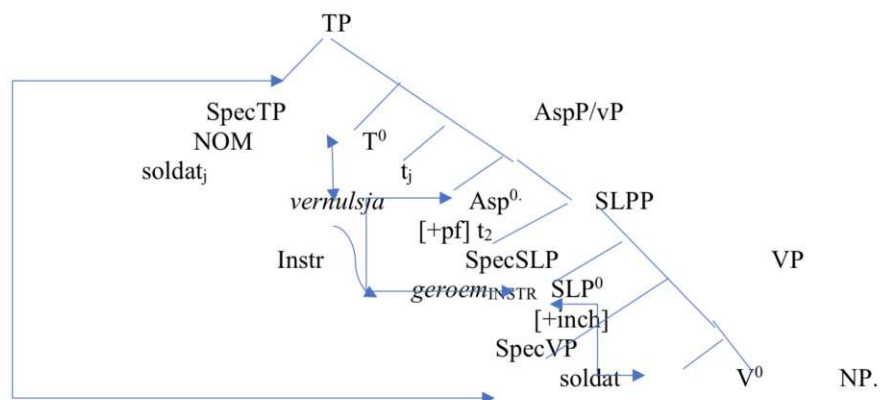 TP
SpecTP AspP/vP
NOM T⁰
soldatⱼ tⱼ
vernulsja Asp⁰· SLPP
[+pf] t₂
Instr SpecSLP VP
geroemINSTR SLP⁰
[+inch]
SpecVP
soldat V⁰ NP.